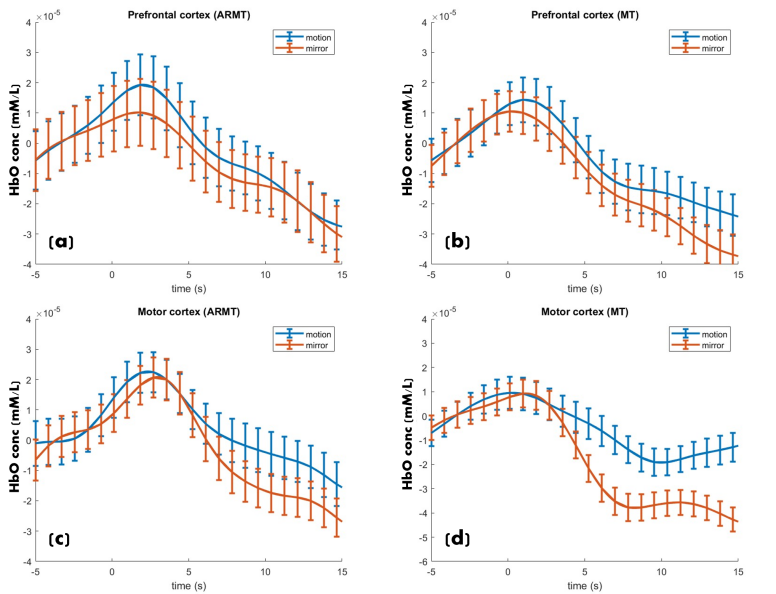 Prefrontal cortex (ARMT)
×10⁻⁵
4
3
2
1
0
-1
-2
-3
-4
HbO conc (mM/L)
motion
mirror
(a)
-5 0 5 10 15
time (s)
Prefrontal cortex (MT)
×10⁻⁵
4
3
2
1
0
-1
-2
-3
-4
HbO conc (mM/L)
motion
mirror
(b)
-5 0 5 10 15
time (s)
Motor cortex (ARMT)
×10⁻⁵
4
3
2
1
0
-1
-2
-3
-4
HbO conc (mM/L)
motion
mirror
(c)
-5 0 5 10 15
time (s)
Motor cortex (MT)
×10⁻⁵
4
3
2
1
0
-1
-2
-3
-4
-5
-6
HbO conc (mM/L)
motion
mirror
(d)
-5 0 5 10 15
time (s)